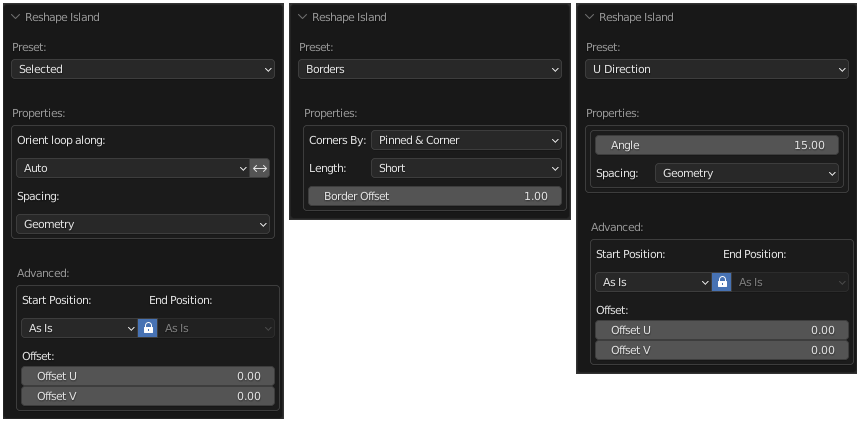 Reshape Island
Preset:
Selected
Properties:
Orient loop along:
Auto
Spacing:
Geometry
Advanced:
Start Position: End Position:
As Is As Is
Offset:
Offset U 0.00
Offset V 0.00
Reshape Island
Preset:
Borders
Properties:
Corners By: Pinned & Corner
Length: Short
Border Offset 1.00
Reshape Island
Preset:
U Direction
Properties:
Angle 15.00
Spacing: Geometry
Advanced:
Start Position: End Position:
As Is As Is
Offset:
Offset U 0.00
Offset V 0.00